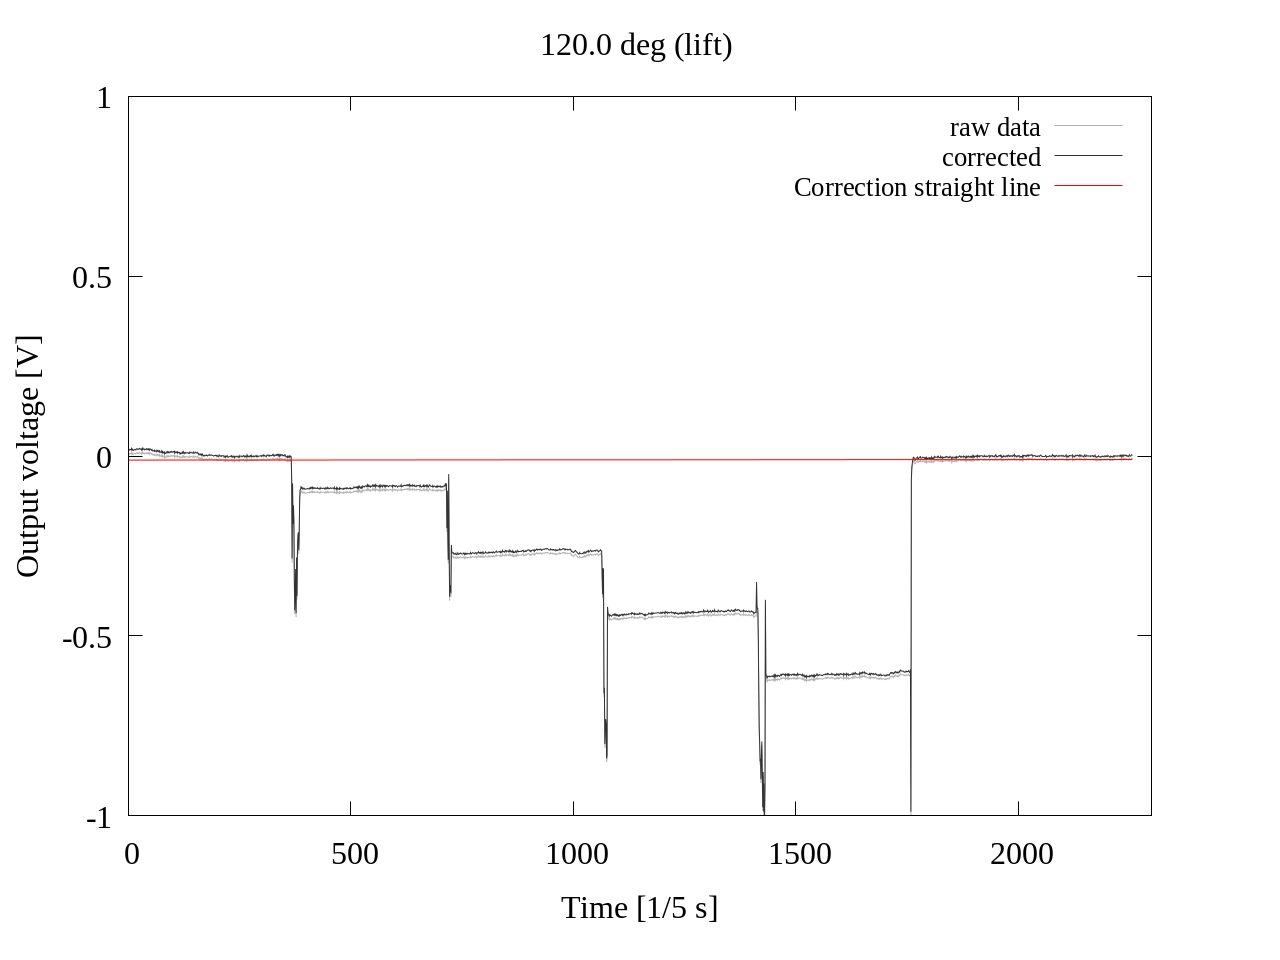 120.0 deg (lift)
1
raw data
corrected
Correction straight line
0.5
Output voltage [V]
0
-0.5
-1
0 500 1000 1500 2000
Time [1/5 s]